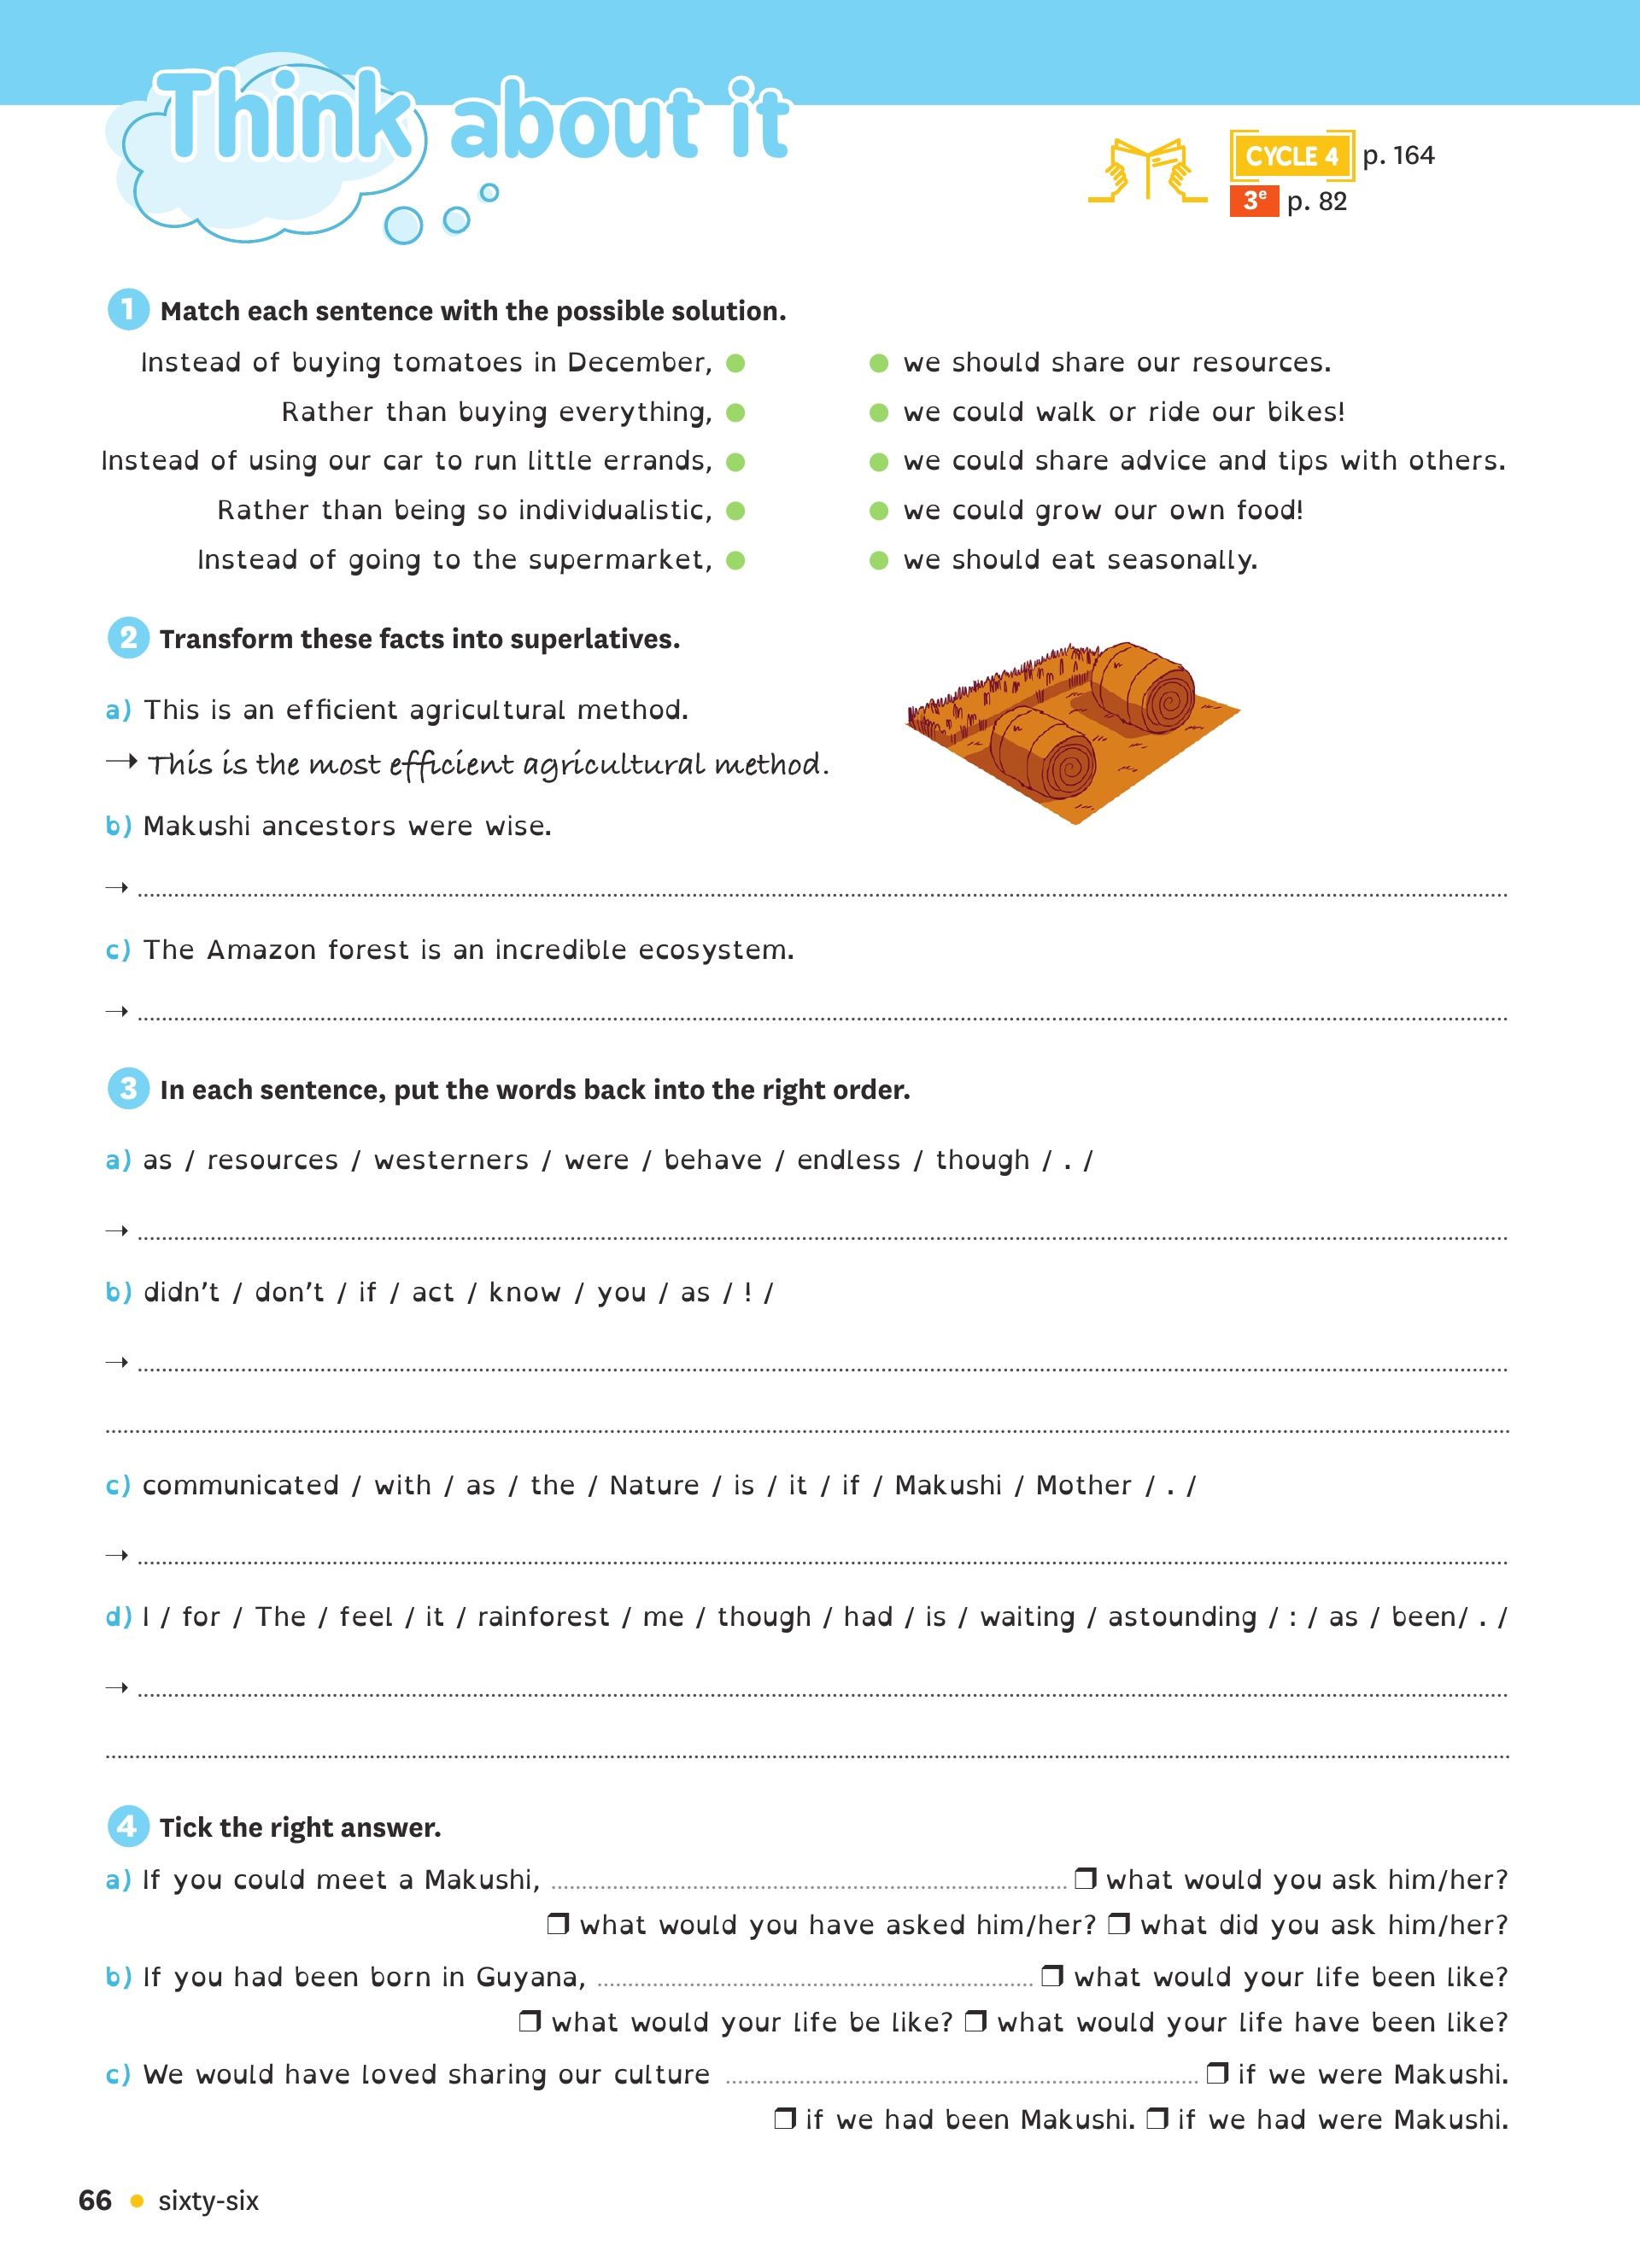 Think about it
CYCLE 4 p. 164
3e p. 82
1 Match each sentence with the possible solution.
Instead of buying tomatoes in December, we should share our resources.
Rather than buying everything, we could walk or ride our bikes!
Instead of using our car to run little errands, we could share advice and tips with others.
Rather than being so individualistic, we could grow our own food!
Instead of going to the supermarket, we should eat seasonally.
2 Transform these facts into superlatives.
a) This is an efficient agricultural method.
→ This is the most efficient agricultural method.
b) Makushi ancestors were wise.
→
c) The Amazon forest is an incredible ecosystem.
→
3 In each sentence, put the words back into the right order.
a) as / resources / westerners / were / behave / endless / though / . /
→
b) didn't / don't / if / act / know / you / as / ! /
→
c) communicated / with / as / the / Nature / is / it / if / Makushi / Mother / . /
→
d) I / for / The / feel / it / rainforest / me / though / had / is / waiting / astounding / : / as / been/ . /
→
4 Tick the right answer.
a) If you could meet a Makushi, ❒ what would you ask him/her?
❒ what would you have asked him/her? ❒ what did you ask him/her?
b) If you had been born in Guyana, ❒ what would your life been like?
❒ what would your life be like? ❒ what would your life have been like?
c) We would have loved sharing our culture ❒ if we were Makushi.
❒ if we had been Makushi. ❒ if we had were Makushi.
66 • sixty-six